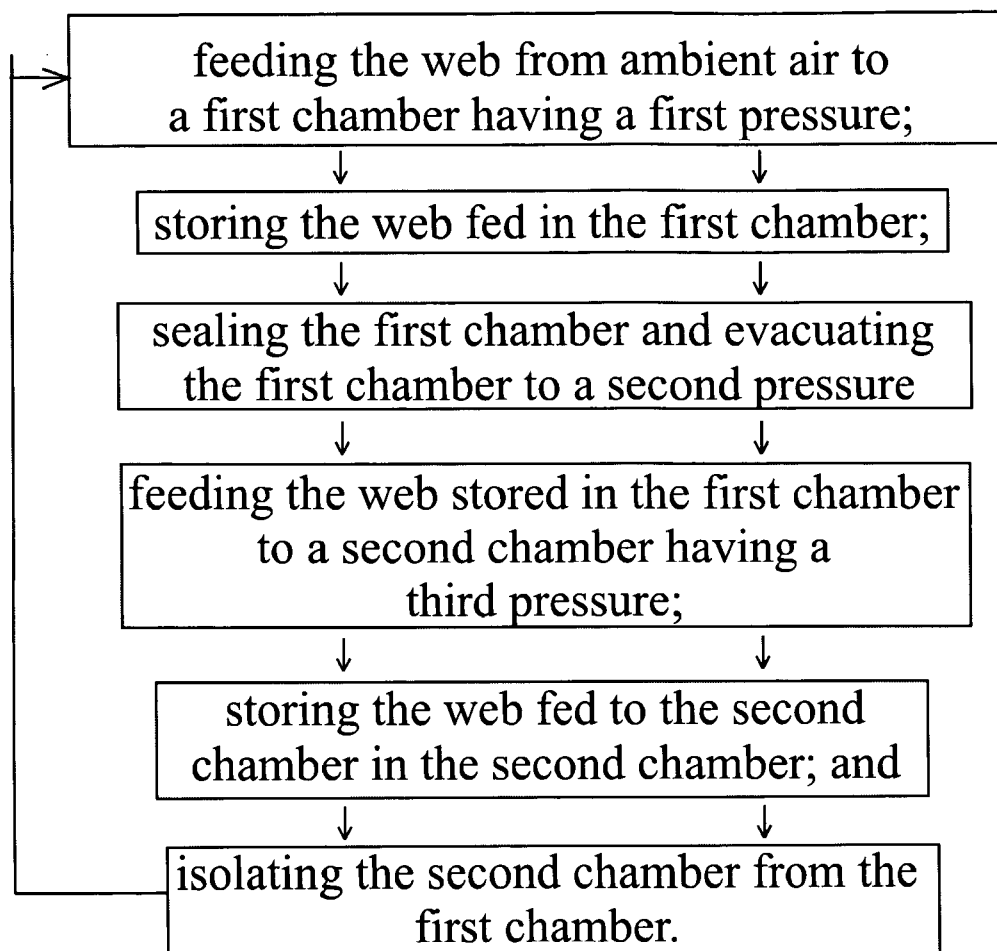 feeding the web from ambient air to
a first chamber having a first pressure;
storing the web fed in the first chamber;
sealing the first chamber and evacuating
the first chamber to a second pressure
feeding the web stored in the first chamber
to a second chamber having a
third pressure;
storing the web fed to the second
chamber in the second chamber; and
isolating the second chamber from the
first chamber.